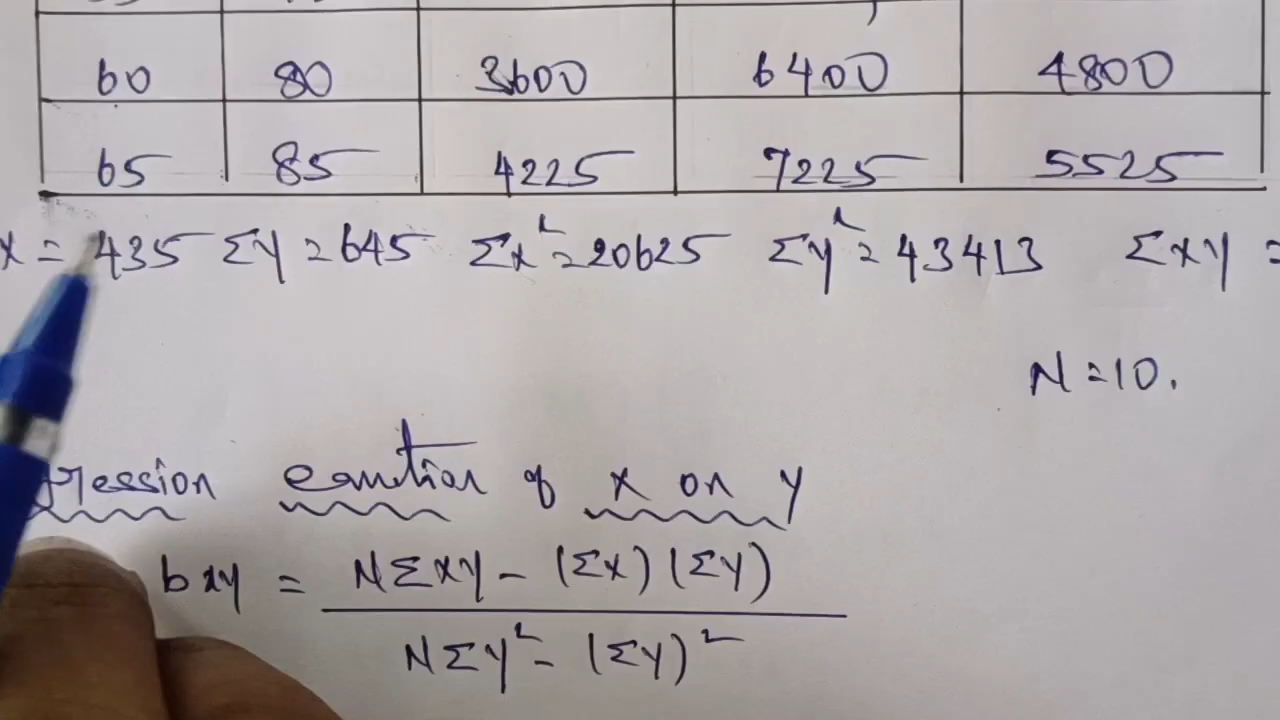 60 80 3600 6400 4800
65 85 4225 7225 5525
x = 435 Σy = 645 Σx² = 20625 Σy² = 43413 Σxy =
N = 10.
ression of x on y
bxy = NΣxy - (Σx)(Σy)
NΣy² - (Σy)²